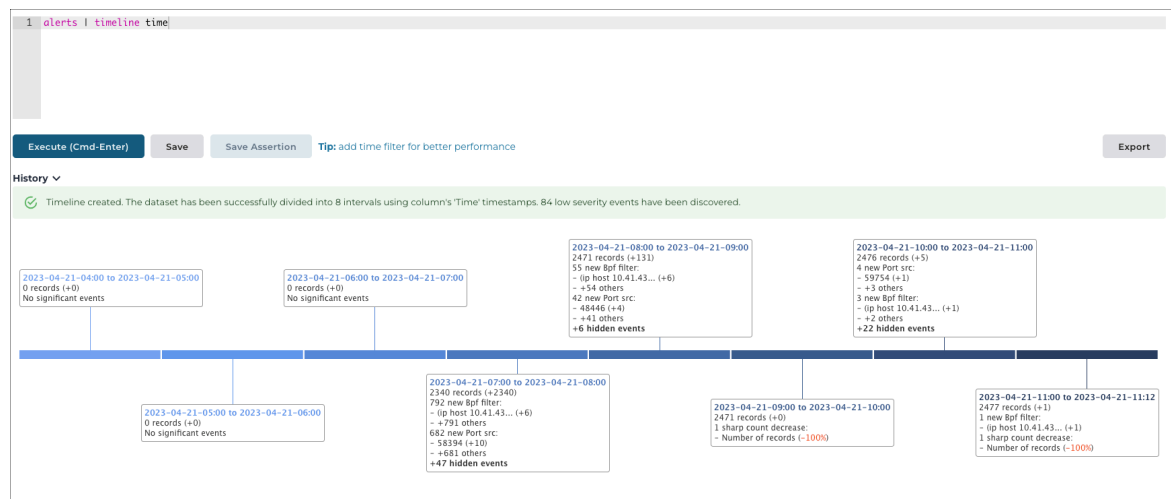 1 alerts | timeline time
Execute (Cmd-Enter) Save Save Assertion Tip: add time filter for better performance Export
History
Timeline created. The dataset has been successfully divided into 8 intervals using column's 'Time' timestamps. 84 low severity events have been discovered.
2023-04-21-04:00 to 2023-04-21-05:00
0 records (+0)
No significant events
2023-04-21-06:00 to 2023-04-21-07:00
0 records (+0)
No significant events
2023-04-21-08:00 to 2023-04-21-09:00
2471 records (+131)
55 new Bpf filter:
- (ip host 10.41.43... (+6)
- +54 others
42 new Port src:
- 48446 (+4)
- +41 others
+6 hidden events
2023-04-21-10:00 to 2023-04-21-11:00
2476 records (+5)
4 new Port src:
- 59754 (+1)
- +3 others
3 new Bpf filter:
- (ip host 10.41.43... (+1)
- +2 others
+22 hidden events
2023-04-21-05:00 to 2023-04-21-06:00
0 records (+0)
No significant events
2023-04-21-07:00 to 2023-04-21-08:00
2340 records (+2340)
792 new Bpf filter:
- (ip host 10.41.43... (+6)
- +791 others
682 new Port src:
- 58394 (+10)
- +681 others
+47 hidden events
2023-04-21-09:00 to 2023-04-21-10:00
2471 records (+0)
1 sharp count decrease:
- Number of records (-100%)
2023-04-21-11:00 to 2023-04-21-11:12
2477 records (+1)
1 new Bpf filter:
- (ip host 10.41.43... (+1)
1 sharp count decrease:
- Number of records (-100%)